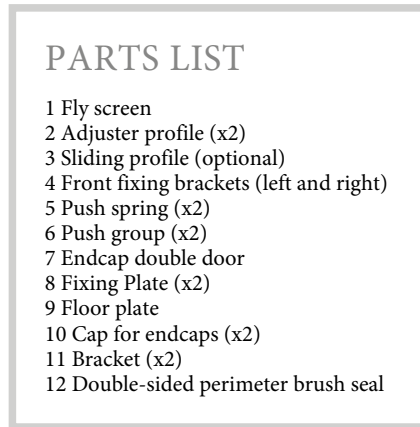 PARTS LIST
1 Fly screen
2 Adjuster profile (x2)
3 Sliding profile (optional)
4 Front fixing brackets (left and right)
5 Push spring (x2)
6 Push group (x2)
7 Endcap double door
8 Fixing Plate (x2)
9 Floor plate
10 Cap for endcaps (x2)
11 Bracket (x2)
12 Double-sided perimeter brush seal